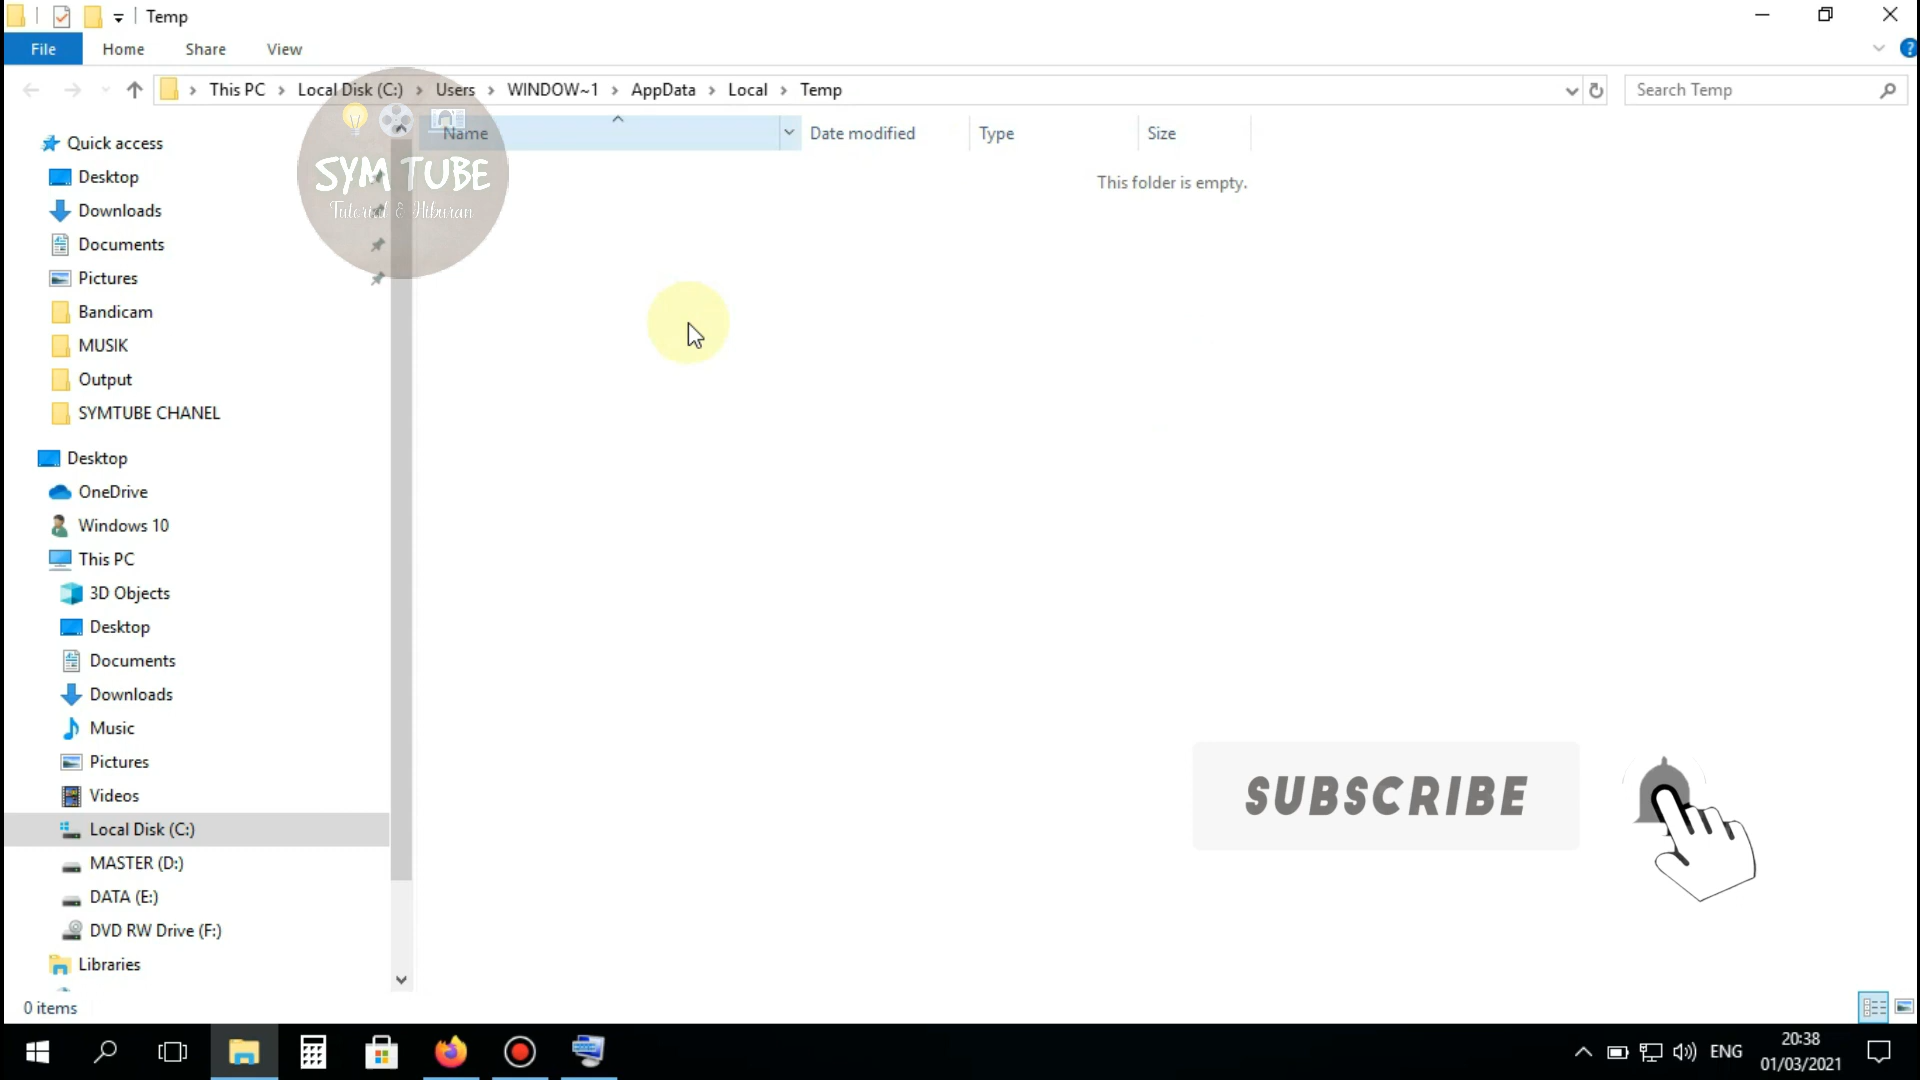 Temp
File Home Share View
This PC Local Disk (C:) Users WINDOW~1 AppData Local Temp
Search Temp
Name Date modified Type Size
This folder is empty.
SYM TUBE
Tutorial & Hiburan
Quick access
Desktop
Downloads
Documents
Pictures
Bandicam
MUSIK
Output
SYMTUBE CHANEL
Desktop
OneDrive
Windows 10
This PC
3D Objects
Desktop
Documents
Downloads
Music
Pictures
Videos
Local Disk (C:)
MASTER (D:)
DATA (E:)
DVD RW Drive (F:)
Libraries
SUBSCRIBE
0 items
ENG
20:38
01/03/2021